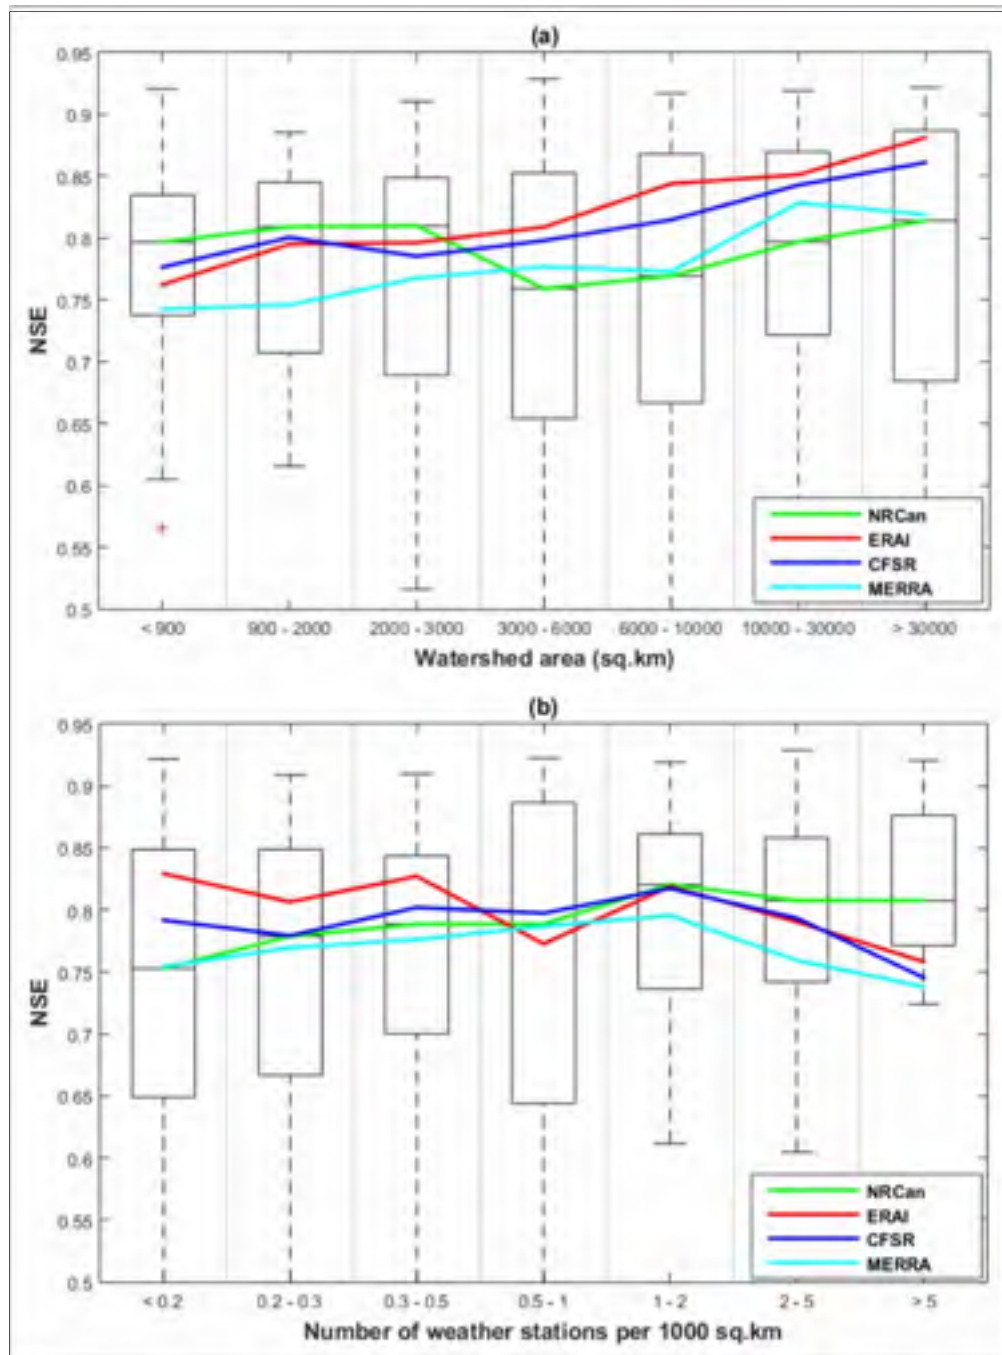 (a)
0.95
0.9
0.85
0.8
0.75
0.7
0.65
0.6
0.55
0.5
NSE
NRCan
ERAI
CFSR
MERRA
< 900
900 - 2000
2000 - 3000
3000 - 6000
6000 - 10000
10000 - 30000
> 30000
Watershed area (sq.km)
(b)
0.95
0.9
0.85
0.8
0.75
0.7
0.65
0.6
0.55
0.5
NSE
NRCan
ERAI
CFSR
MERRA
< 0.2
0.2 - 0.3
0.3 - 0.5
0.5 - 1
1 - 2
2 - 5
> 5
Number of weather stations per 1000 sq.km